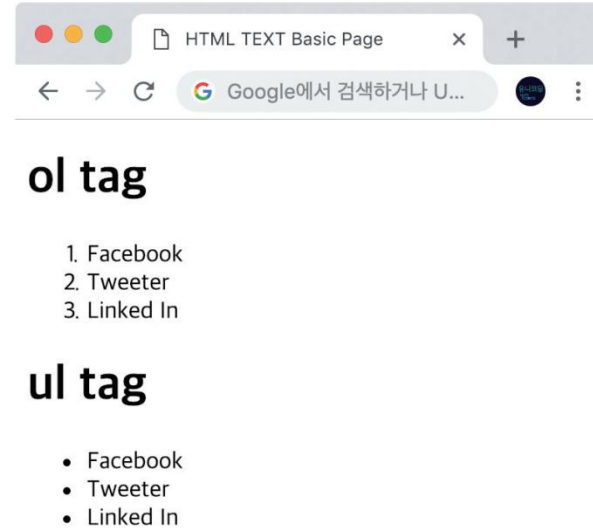 HTML TEXT Basic Page
Google에서 검색하거나 U...
ol tag
1. Facebook
2. Tweeter
3. Linked In
ul tag
• Facebook
• Tweeter
• Linked In